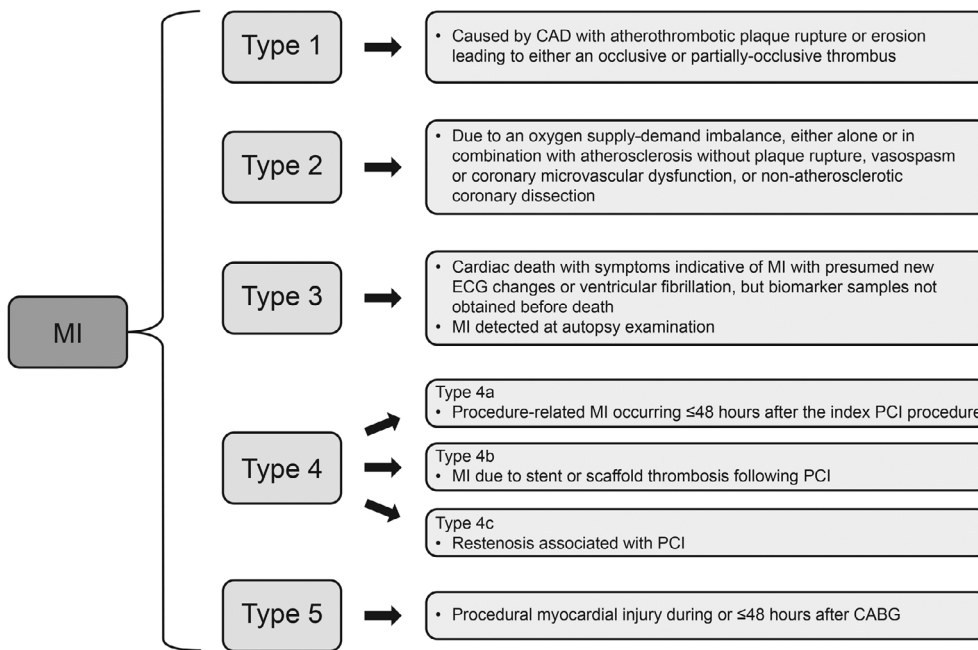 MI
Type 1
• Caused by CAD with atherothrombotic plaque rupture or erosion
leading to either an occlusive or partially-occlusive thrombus
Type 2
• Due to an oxygen supply-demand imbalance, either alone or in
combination with atherosclerosis without plaque rupture, vasospasm
or coronary microvascular dysfunction, or non-atherosclerotic
coronary dissection
Type 3
• Cardiac death with symptoms indicative of MI with presumed new
ECG changes or ventricular fibrillation, but biomarker samples not
obtained before death
• MI detected at autopsy examination
Type 4
Type 4a
• Procedure-related MI occurring ≤48 hours after the index PCI procedure
Type 4b
• MI due to stent or scaffold thrombosis following PCI
Type 4c
• Restenosis associated with PCI
Type 5
• Procedural myocardial injury during or ≤48 hours after CABG